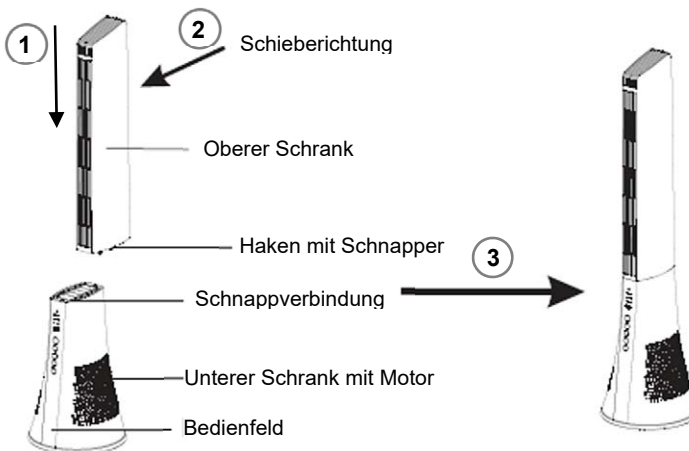 1
2
Schieberichtung
Oberer Schrank
Haken mit Schnapper
3
Schnappverbindung
Unterer Schrank mit Motor
Bedienfeld